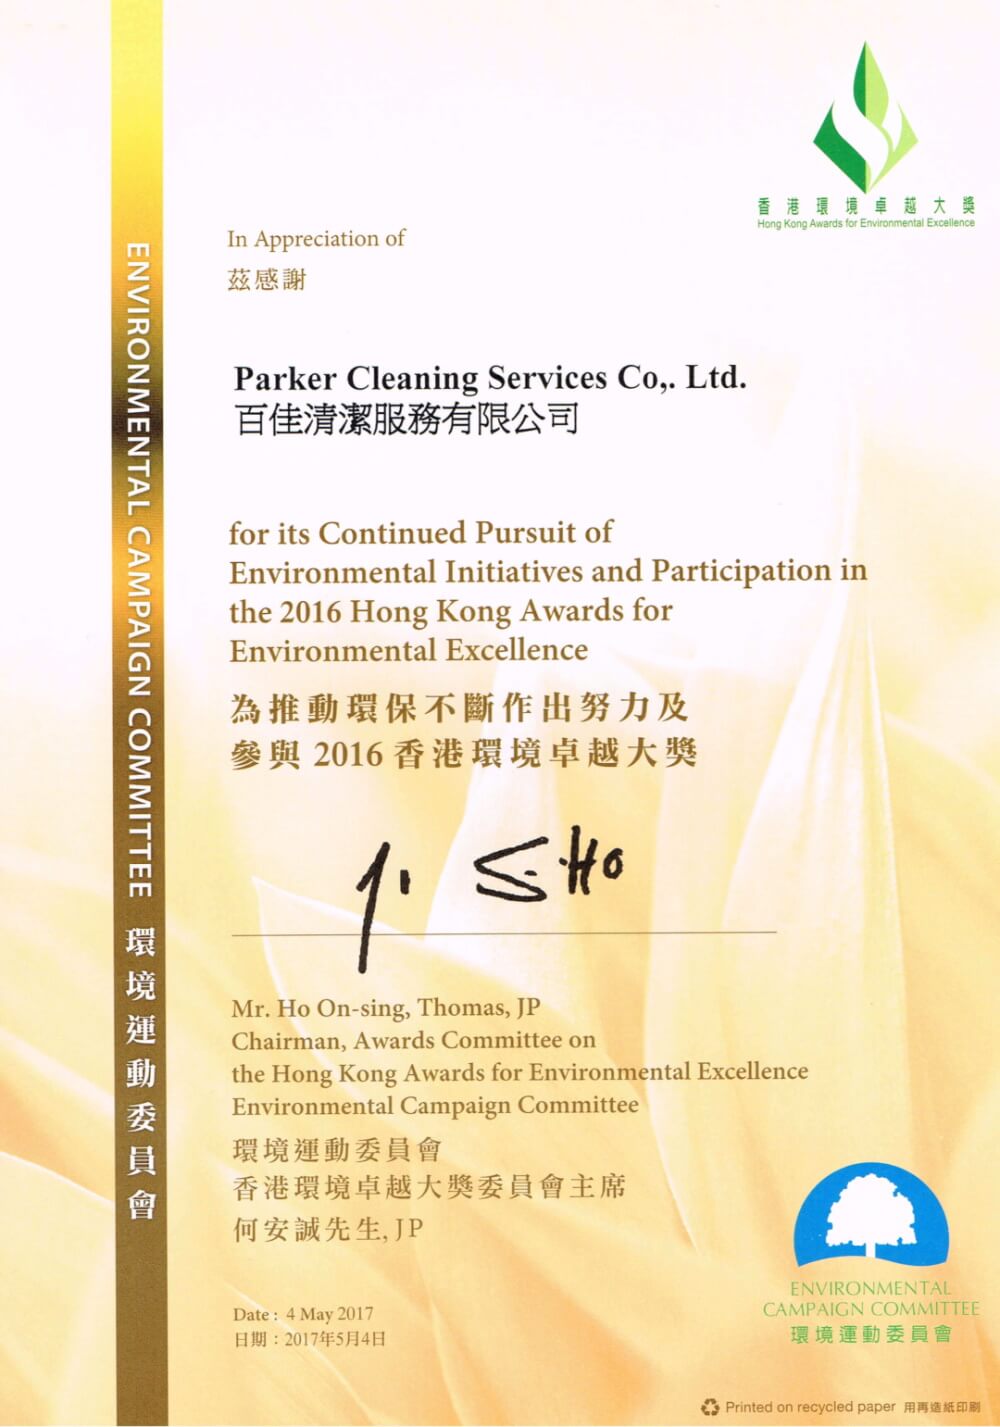 香港環境卓越大獎
Hong Kong Awards for Environmental Excellence
In Appreciation of
茲感謝
Parker Cleaning Services Co,. Ltd.
百佳清潔服務有限公司
for its Continued Pursuit of
Environmental Initiatives and Participation in
the 2016 Hong Kong Awards for
Environmental Excellence
為推動環保不斷作出努力及
參與 2016 香港環境卓越大獎
S. Ho
Mr. Ho On-sing, Thomas, JP
Chairman, Awards Committee on
the Hong Kong Awards for Environmental Excellence
Environmental Campaign Committee
環境運動委員會
香港環境卓越大獎委員會主席
何安誠先生, JP
Date : 4 May 2017
日期：2017年5月4日
ENVIRONMENTAL CAMPAIGN COMMITTEE 環境運動委員會
ENVIRONMENTAL
CAMPAIGN COMMITTEE
環境運動委員會
Printed on recycled paper 用再造紙印刷